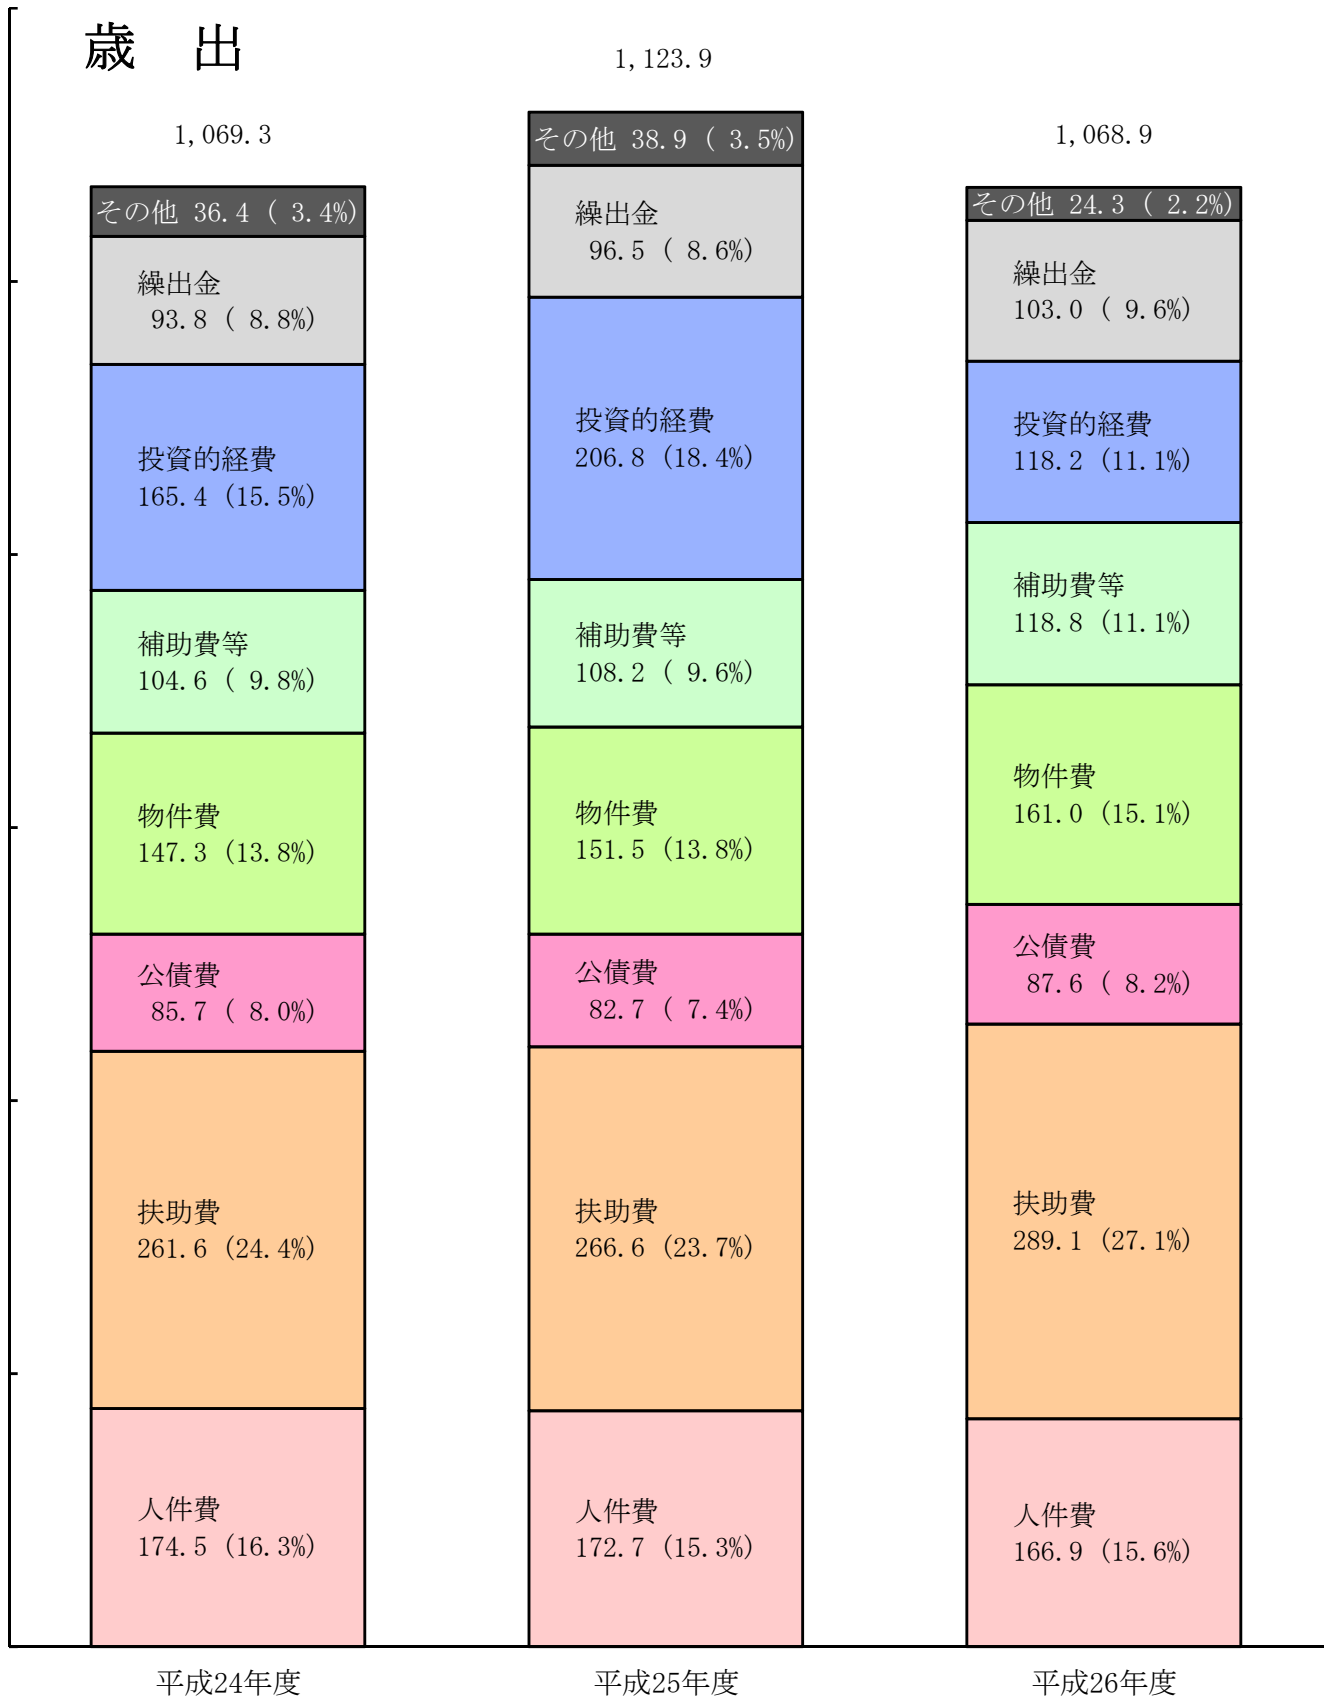 歳　出
1,069.3
その他 36.4 ( 3.4%)
繰出金
93.8 ( 8.8%)
投資的経費
165.4 (15.5%)
補助費等
104.6 ( 9.8%)
物件費
147.3 (13.8%)
公債費
85.7 ( 8.0%)
扶助費
261.6 (24.4%)
人件費
174.5 (16.3%)
平成24年度
1,123.9
その他 38.9 ( 3.5%)
繰出金
96.5 ( 8.6%)
投資的経費
206.8 (18.4%)
補助費等
108.2 ( 9.6%)
物件費
151.5 (13.8%)
公債費
82.7 ( 7.4%)
扶助費
266.6 (23.7%)
人件費
172.7 (15.3%)
平成25年度
1,068.9
その他 24.3 ( 2.2%)
繰出金
103.0 ( 9.6%)
投資的経費
118.2 (11.1%)
補助費等
118.8 (11.1%)
物件費
161.0 (15.1%)
公債費
87.6 ( 8.2%)
扶助費
289.1 (27.1%)
人件費
166.9 (15.6%)
平成26年度